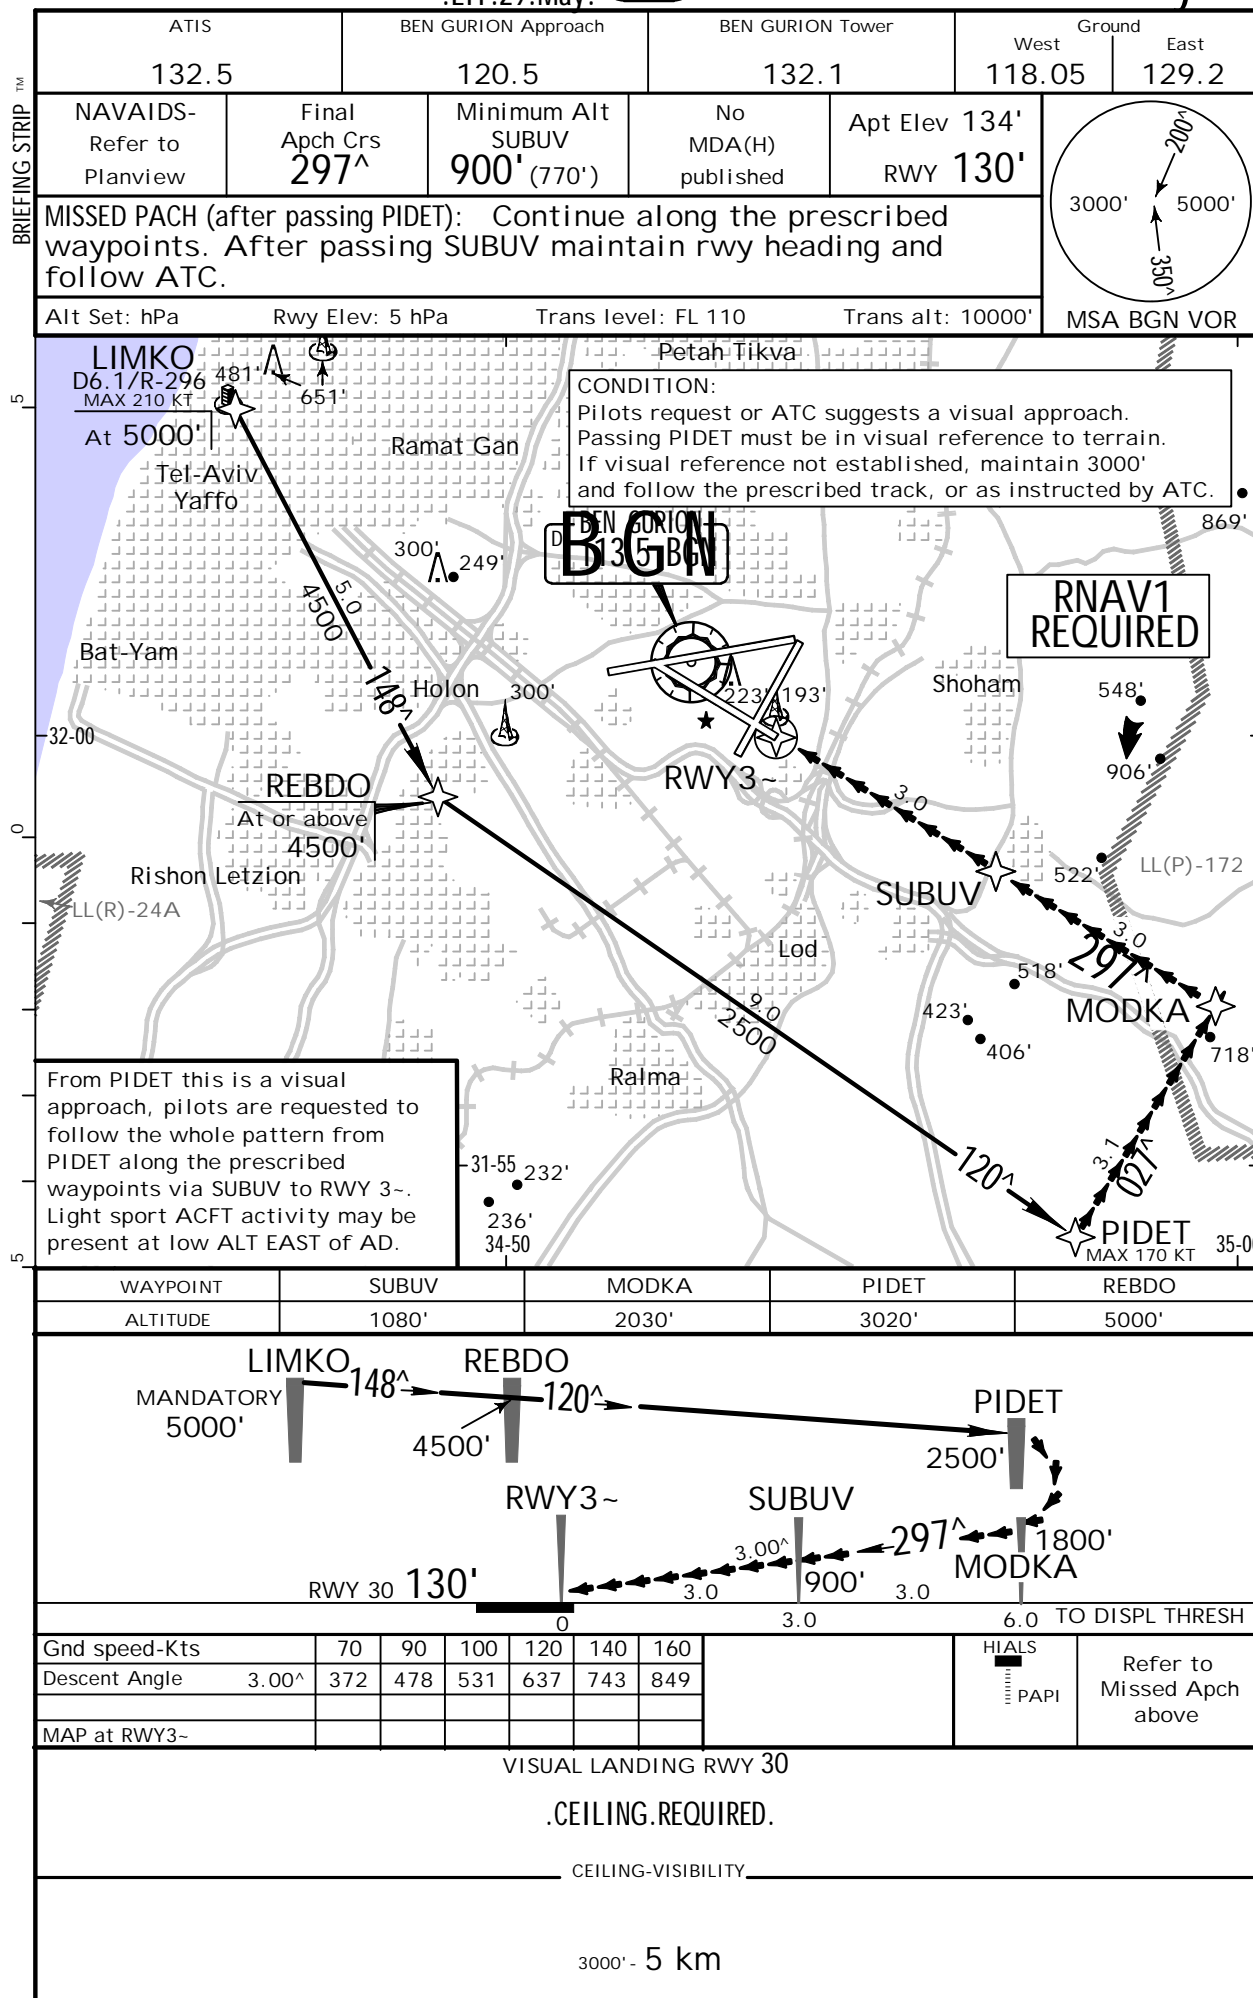 ATIS
132.5
BEN GURION Approach
120.5
BEN GURION Tower
132.1
Ground
West
118.05
East
129.2
BRIEFING STRIP TM
NAVAIDS-
Refer to
Planview
Final
Apch Crs
297^
Minimum Alt
SUBUV
900' (770')
No
MDA(H)
published
Apt Elev 134'
RWY 130'
MISSED PACH (after passing PIDET): Continue along the prescribed
waypoints. After passing SUBUV maintain rwy heading and
follow ATC.
Alt Set: hPa Rwy Elev: 5 hPa Trans level: FL 110 Trans alt: 10000'
200^
3000' 5000'
350^
MSA BGN VOR
LIMKO
D6.1/R-296
MAX 210 KT
At 5000'
481'
651'
Petah Tikva
CONDITION:
Pilots request or ATC suggests a visual approach.
Passing PIDET must be in visual reference to terrain.
If visual reference not established, maintain 3000'
and follow the prescribed track, or as instructed by ATC.
5
Ramat Gan
Tel-Aviv
Yaffo
869'
BEN GURION
D 113.5 BGN
BGN
300'
249'
5.0
4500
148^
RNAV1
REQUIRED
Bat-Yam
Holon
300'
223'
193'
Shoham
548'
32-00
906'
RWY3~
REBDO
At or above
4500'
3.0
0
Rishon Letzion
LL(R)-24A
SUBUV
522'
LL(P)-172
3.0
297^
Lod
518'
MODKA
9.0
2500
423'
406'
718'
Ralma
From PIDET this is a visual
approach, pilots are requested to
follow the whole pattern from
PIDET along the prescribed
waypoints via SUBUV to RWY 3~.
Light sport ACFT activity may be
present at low ALT EAST of AD.
31-55
232'
236'
34-50
120^
3.1
027^
PIDET
MAX 170 KT
35-0
5
WAYPOINT SUBUV MODKA PIDET REBDO
ALTITUDE 1080' 2030' 3020' 5000'
LIMKO
MANDATORY
5000'
148^
REBDO
4500'
120^
PIDET
2500'
RWY3~
SUBUV
297^
1800'
MODKA
3.00^
900'
RWY 30 130'
3.0 3.0
0 3.0 6.0 TO DISPL THRESH
Gnd speed-Kts 70 90 100 120 140 160
Descent Angle 3.00^ 372 478 531 637 743 849
MAP at RWY3~
HIALS
PAPI
Refer to
Missed Apch
above
VISUAL LANDING RWY 30
.CEILING.REQUIRED.
CEILING-VISIBILITY
3000' - 5 km